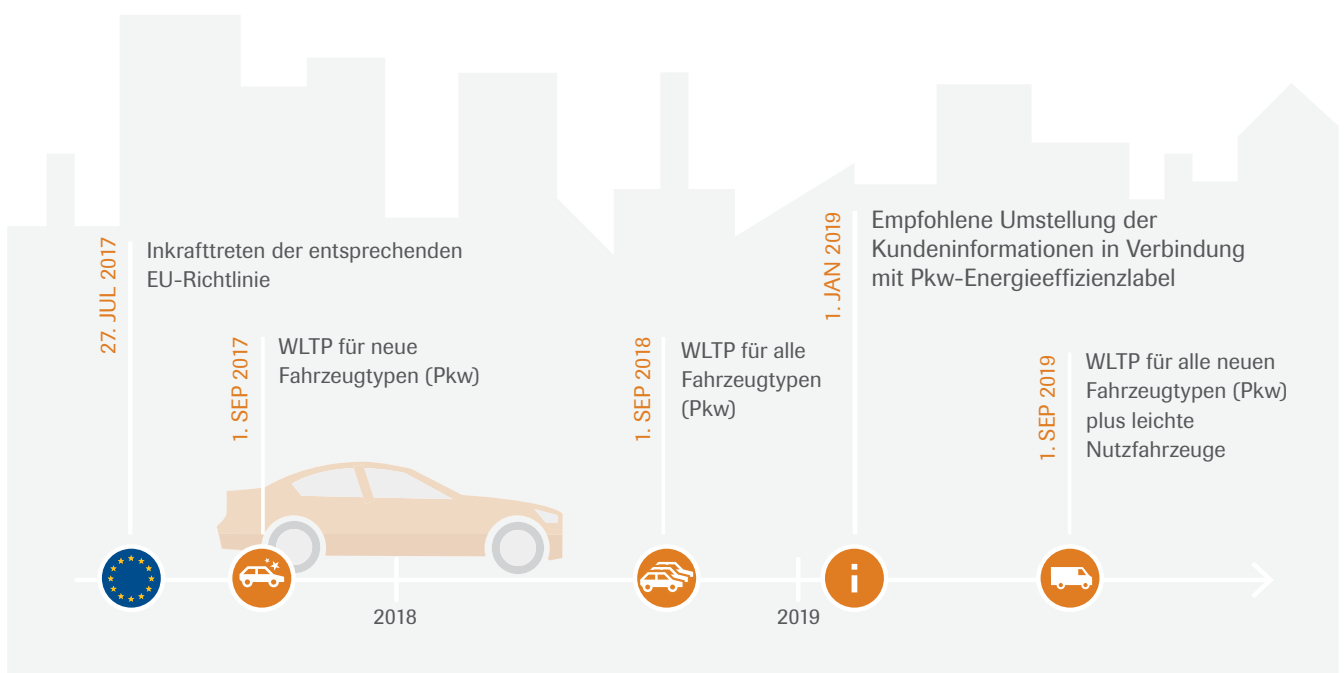 27. JUL 2017
Inkrafttreten der entsprechenden
EU-Richtlinie
1. SEP 2017
WLTP für neue
Fahrzeugtypen (Pkw)
1. SEP 2018
WLTP für alle
Fahrzeugtypen
(Pkw)
1. JAN 2019
Empfohlene Umstellung der
Kundeninformationen in Verbindung
mit Pkw-Energieeffizienzlabel
1. SEP 2019
WLTP für alle neuen
Fahrzeugtypen (Pkw)
plus leichte
Nutzfahrzeuge
i
2018
2019